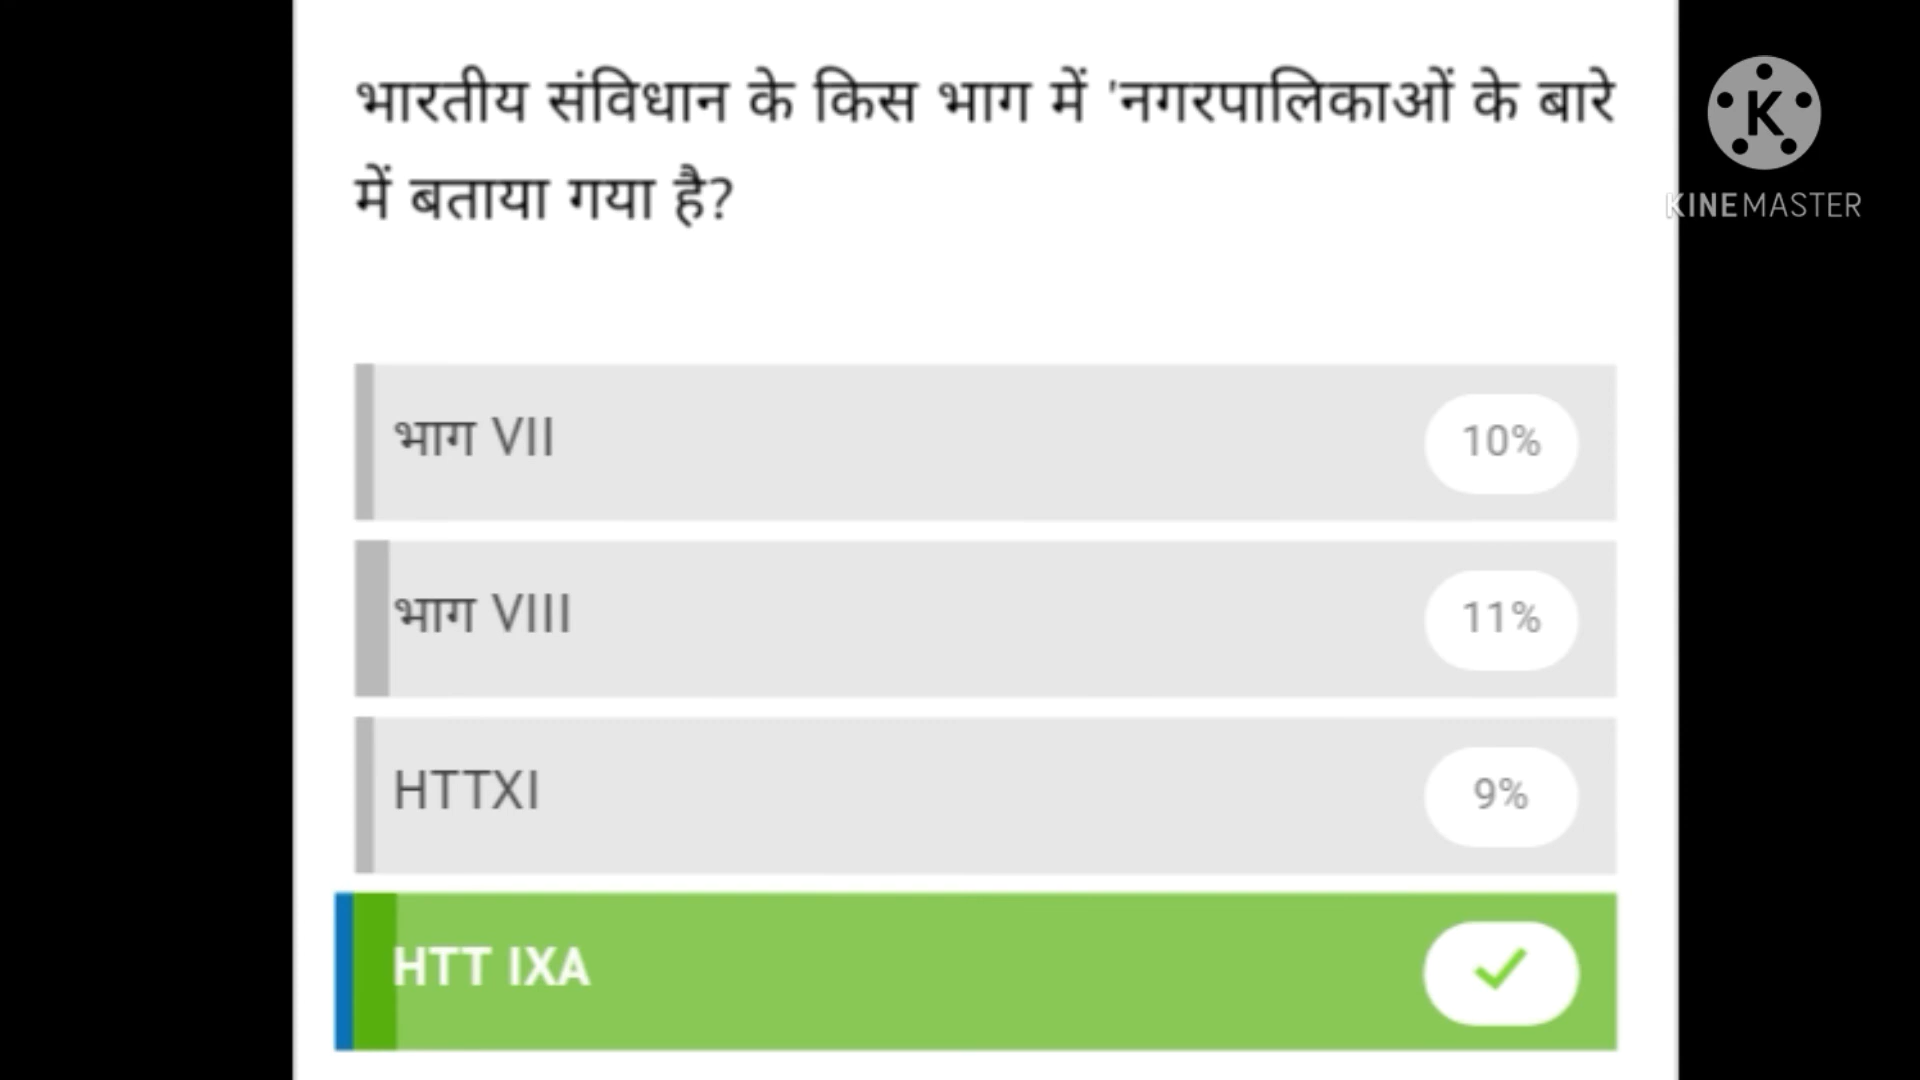 भारतीय संविधान के किस भाग में 'नगरपालिकाओं के बारे
में बताया गया है?
K
KINEMASTER
भाग VII
10%
भाग VIII
11%
HTTXI
9%
HTT IXA